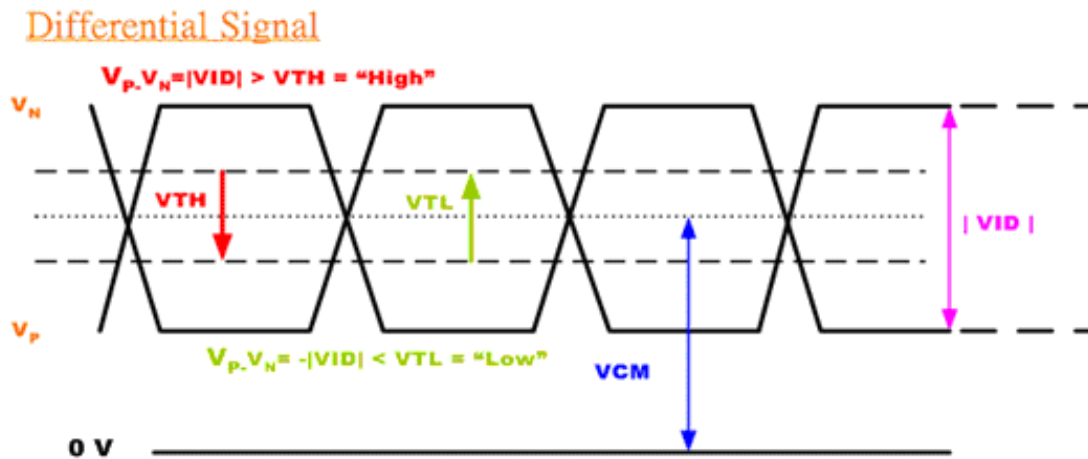 Differential Signal
VP-VN=|VID| > VTH = “High”
VN
VTH
VTL
| VID |
VP
VP-VN= -|VID| < VTL = “Low”
VCM
0 V